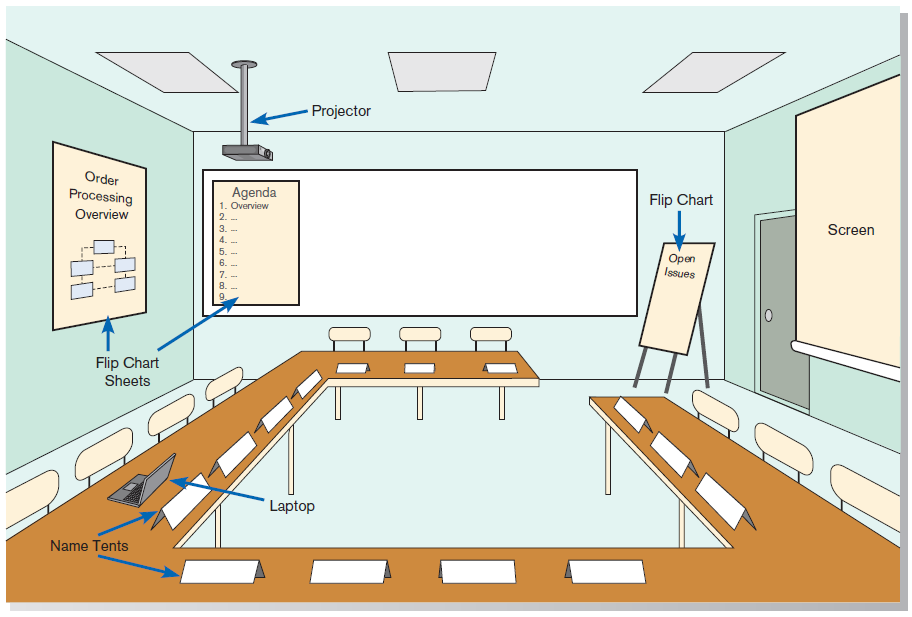 Projector
Order
Processing
Overview
Agenda
1. Overview
2. ...
3. ...
4. ...
5. ...
6. ...
7. ...
8. ...
9.
Flip Chart
Open
Issues
Screen
Flip Chart
Sheets
Laptop
Name Tents